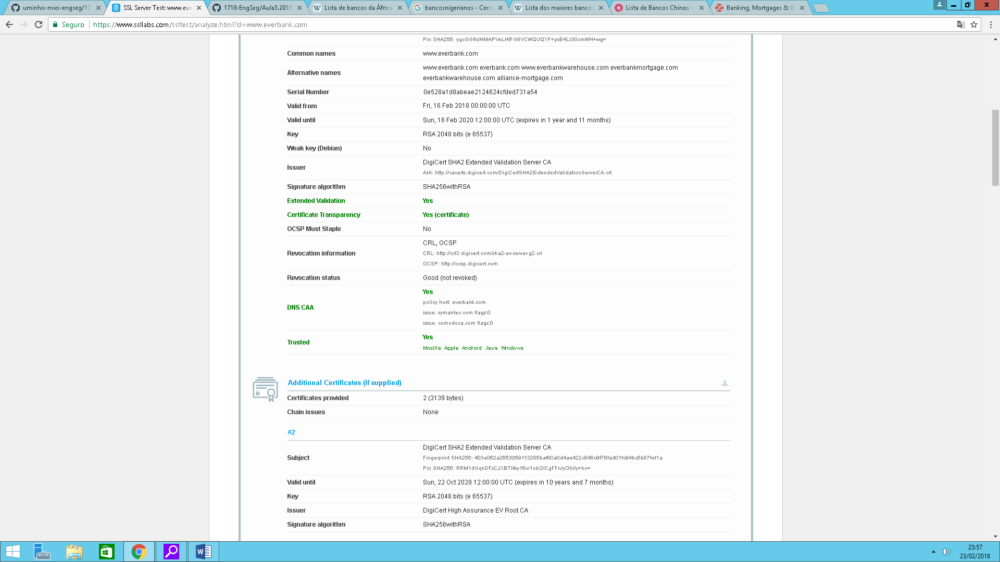 uminho-miei-engseg/17
SSL Server Test: www.eve
1718-EngSeg/Aula3.2018
Lista de bancos da África
bancosnigerianos - Cerca
Lista dos maiores bancos
Lista de Bancos Chinos -
Banking, Mortgages & G
Seguro https://www.ssllabs.com/ssltest/analyze.html?d=www.everbank.com
Pin SHA256: ygoSGNdHMAPVeLHtFG8VCWQUQYF+psE4LUi0cmWH+wg=
Common names www.everbank.com
Alternative names www.everbank.com everbank.com www.everbankwarehouse.com everbankmortgage.com
everbankwarehouse.com alliance-mortgage.com
Serial Number 0e528a1d8abeae2124624cfded731a54
Valid from Fri, 16 Feb 2018 00:00:00 UTC
Valid until Sun, 16 Feb 2020 12:00:00 UTC (expires in 1 year and 11 months)
Key RSA 2048 bits (e 65537)
Weak key (Debian) No
Issuer DigiCert SHA2 Extended Validation Server CA
AIA: http://cacerts.digicert.com/DigiCertSHA2ExtendedValidationServerCA.crt
Signature algorithm SHA256withRSA
Extended Validation Yes
Certificate Transparency Yes (certificate)
OCSP Must Staple No
Revocation information CRL, OCSP
CRL: http://crl3.digicert.com/sha2-ev-server-g2.crl
OCSP: http://ocsp.digicert.com
Revocation status Good (not revoked)
DNS CAA Yes
policy host: everbank.com
issue: symantec.com flags:0
issue: comodoca.com flags:0
Trusted Yes
Mozilla Apple Android Java Windows
Additional Certificates (if supplied)
Certificates provided 2 (3139 bytes)
Chain issues None
#2
Subject DigiCert SHA2 Extended Validation Server CA
Fingerprint SHA256: 403e062a2653059113285baf80a0d4ae422c848c9f78fad01fc94bc5b87fef1a
Pin SHA256: RRM1dGqnDFsCJXBTHky16vi1obOlCgFFn/yOhI/y+ho=
Valid until Sun, 22 Oct 2028 12:00:00 UTC (expires in 10 years and 7 months)
Key RSA 2048 bits (e 65537)
Issuer DigiCert High Assurance EV Root CA
Signature algorithm SHA256withRSA
23:57
23/02/2018